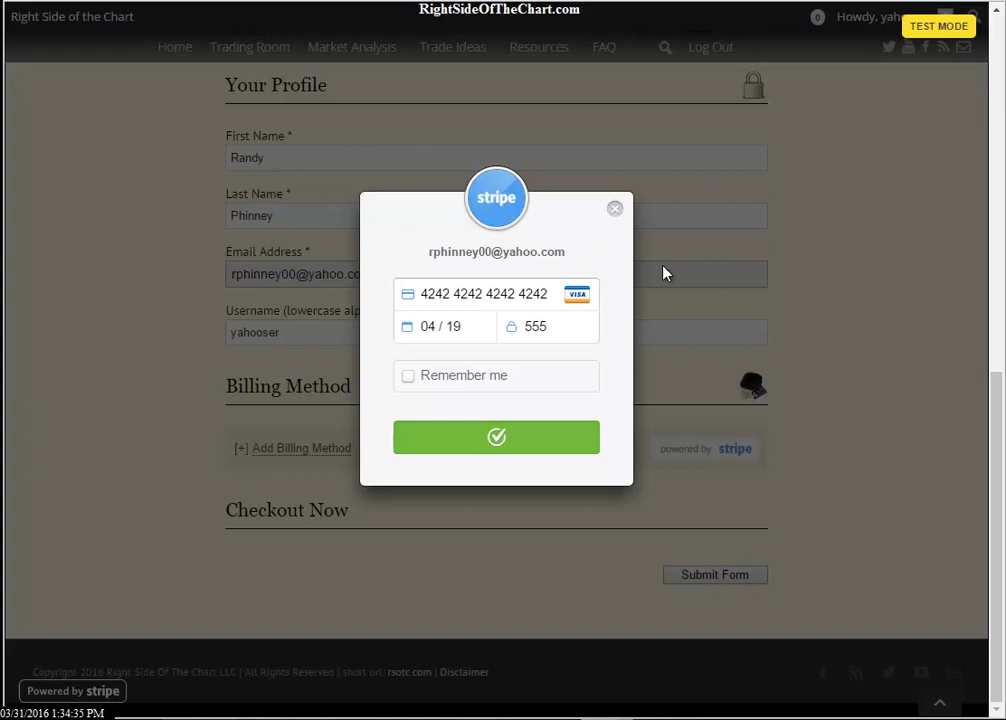 RightSideOfTheChart.com
Right Side of the Chart
0
Howdy, yah
TEST MODE
Home Trading Room Market Analysis Trade Ideas Resources FAQ Log Out
Your Profile
First Name *
Randy
Last Name *
Phinney
Email Address *
rphinney00@yahoo.co
Username (lowercase alp
yahooser
stripe
rphinney00@yahoo.com
4242 4242 4242 4242 VISA
04 / 19 555
Remember me
Billing Method
[+] Add Billing Method
powered by stripe
Checkout Now
Submit Form
Copyright 2016 Right Side Of The Chart LLC | All Rights Reserved | short url: rsotc.com | Disclaimer
Powered by stripe
03/31/2016 1:34:35 PM